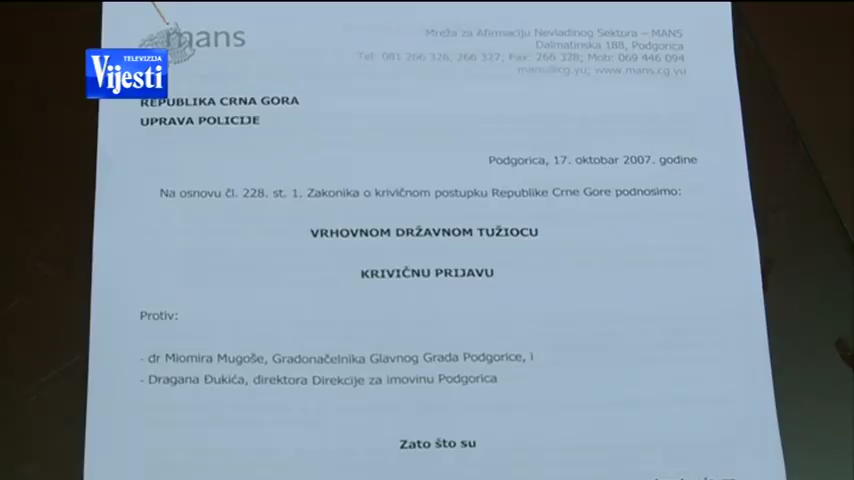 mans
Mreža za Afirmaciju Nevladinog Sektora – MANS
Dalmatinska 188, Podgorica
Tel: 081 266 326, 266 327; Fax: 266 328; Mob: 069 446 094
mans@cg.yu; www.mans.cg.yu
TELEVIZIJA
Vijesti
REPUBLIKA CRNA GORA
UPRAVA POLICIJE
Podgorica, 17. oktobar 2007. godine
Na osnovu čl. 228. st. 1. Zakonika o krivičnom postupku Republike Crne Gore podnosimo:
VRHOVNOM DRŽAVNOM TUŽIOCU
KRIVIČNU PRIJAVU
Protiv:
- dr Miomira Mugoše, Gradonačelnika Glavnog Grada Podgorice, i
- Dragana Đukića, direktora Direkcije za imovinu Podgorica
Zato što su